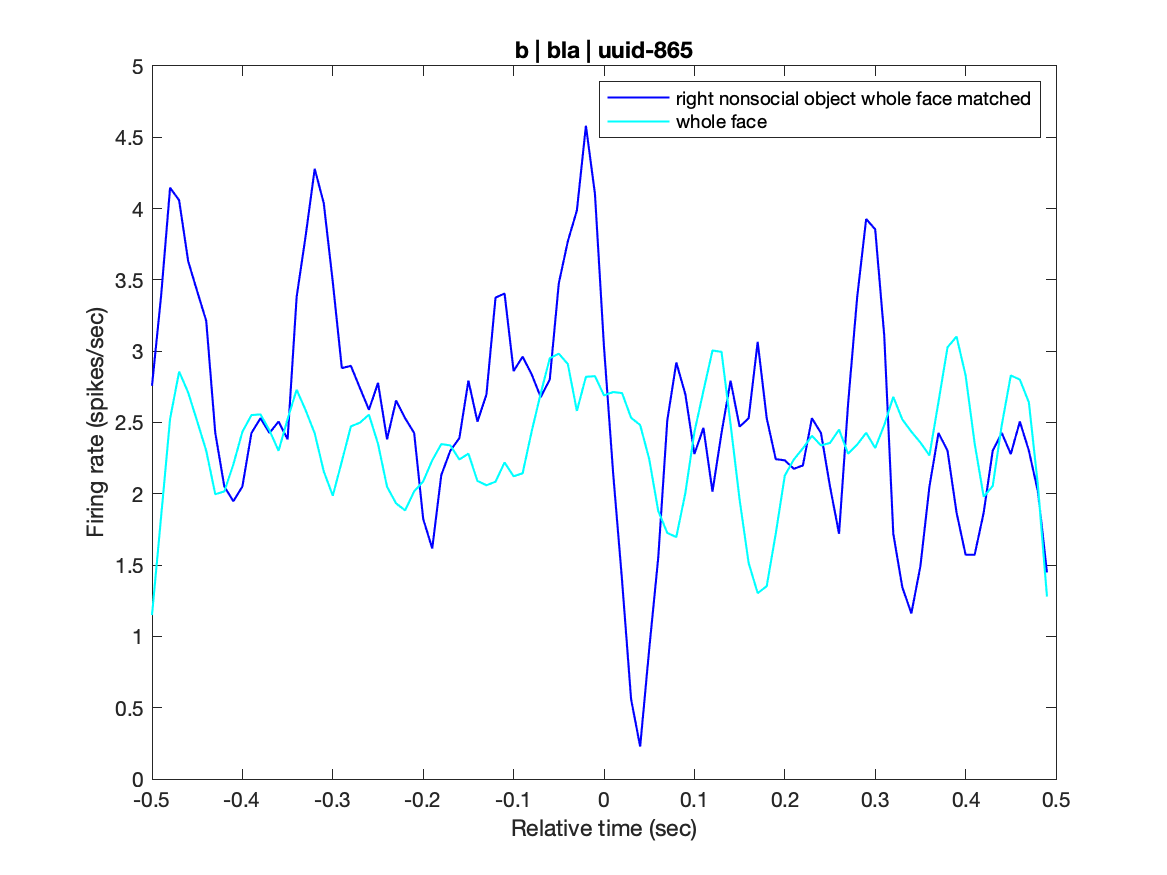 b | bla | uuid-865
right nonsocial object whole face matched
whole face
Firing rate (spikes/sec)
5
4.5
4
3.5
3
2.5
2
1.5
1
0.5
0
-0.5 -0.4 -0.3 -0.2 -0.1 0 0.1 0.2 0.3 0.4 0.5
Relative time (sec)